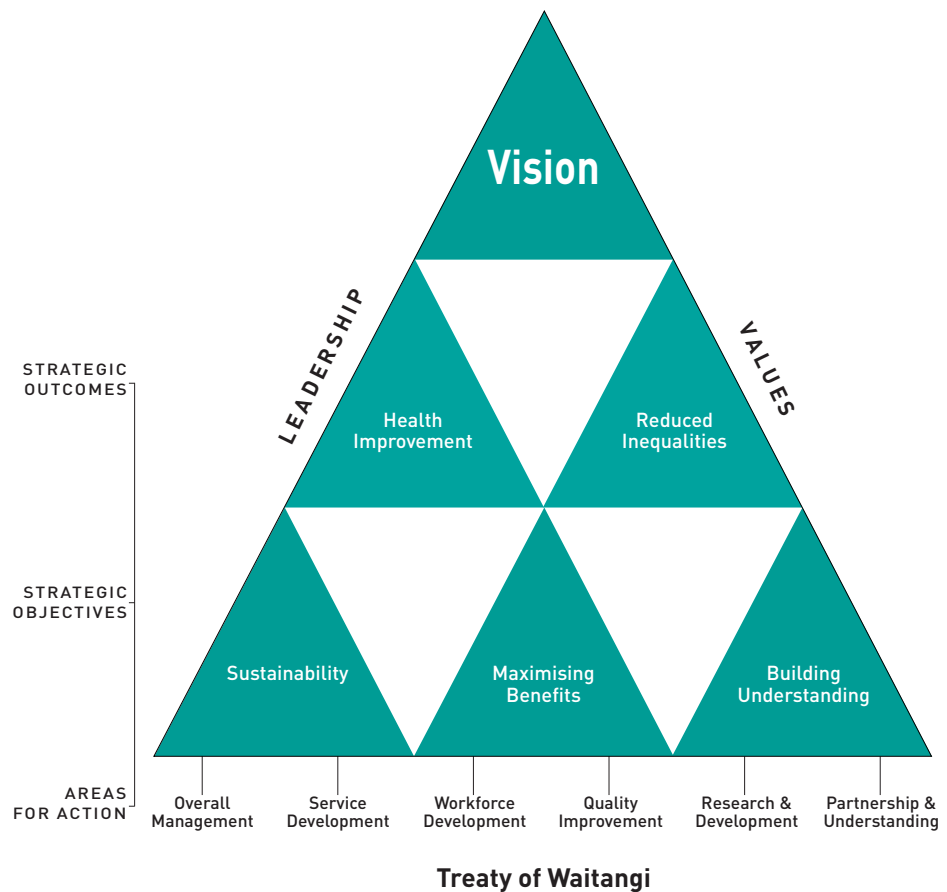 Vision
LEADERSHIP
VALUES
STRATEGIC
OUTCOMES
Health
Improvement
Reduced
Inequalities
STRATEGIC
OBJECTIVES
Sustainability
Maximising
Benefits
Building
Understanding
AREAS
FOR ACTION
Overall
Management
Service
Development
Workforce
Development
Quality
Improvement
Research &
Development
Partnership &
Understanding
Treaty of Waitangi